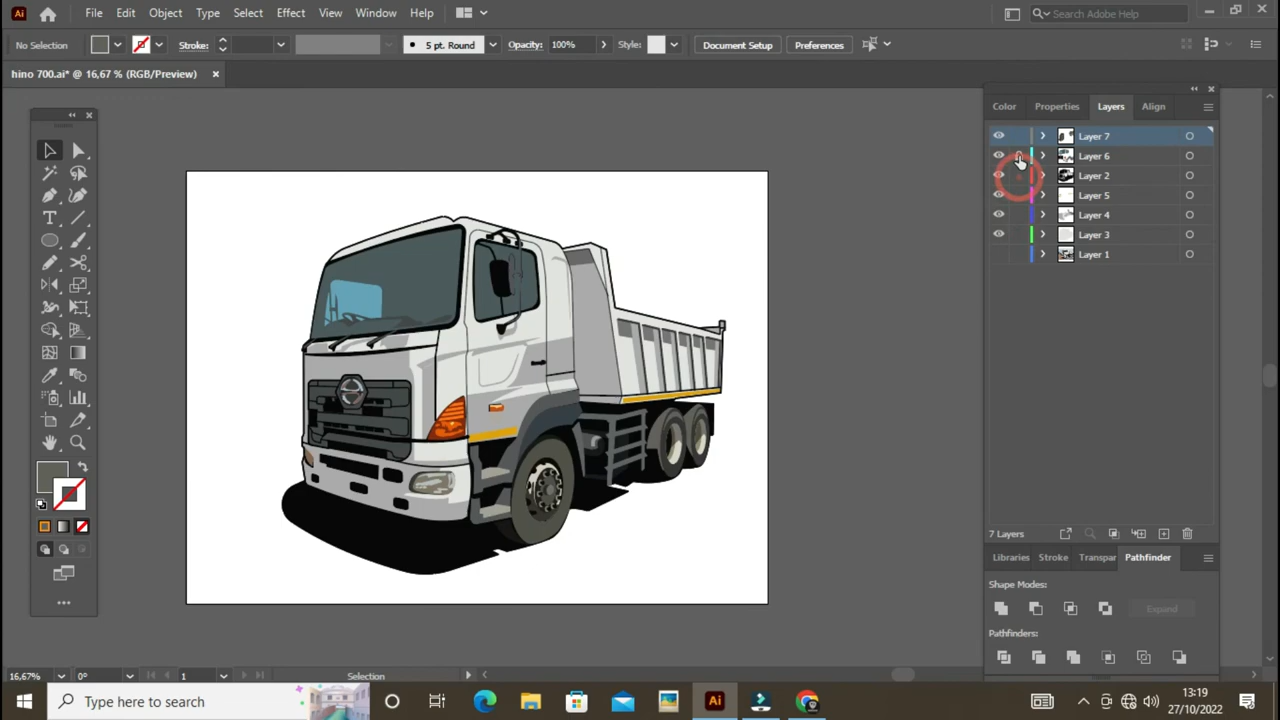 Ai File Edit Object Type Select Effect View Window Help Search Adobe Help
No Selection Stroke: 5 pt. Round Opacity: 100% Style: Document Setup Preferences
hino 700.ai* @ 16,67 % (RGB/Preview)
Color Properties Layers Align
Layer 7
Layer 6
Layer 2
Layer 5
Layer 4
Layer 3
Layer 1
7 Layers
Libraries Stroke Transpar Pathfinder
Shape Modes:
Expand
Pathfinders:
16,67% 0° 1 Selection
Type here to search Ai 13:19
27/10/2022